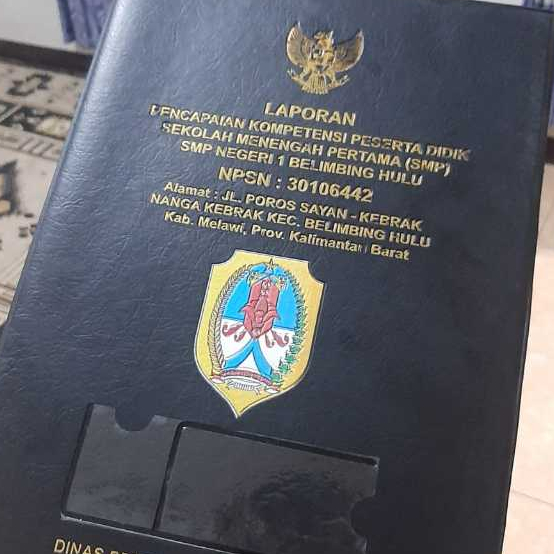 LAPORAN
PENCAPAIAN KOMPETENSI PESERTA DIDIK
SEKOLAH MENENGAH PERTAMA (SMP)
SMP NEGERI 1 BELIMBING HULU
NPSN : 30106442
Alamat : JL. POROS SAYAN - KEBRAK
NANGA KEBRAK KEC. BELIMBING HULU
Kab. Melawi, Prov. Kalimantan Barat
DINAS